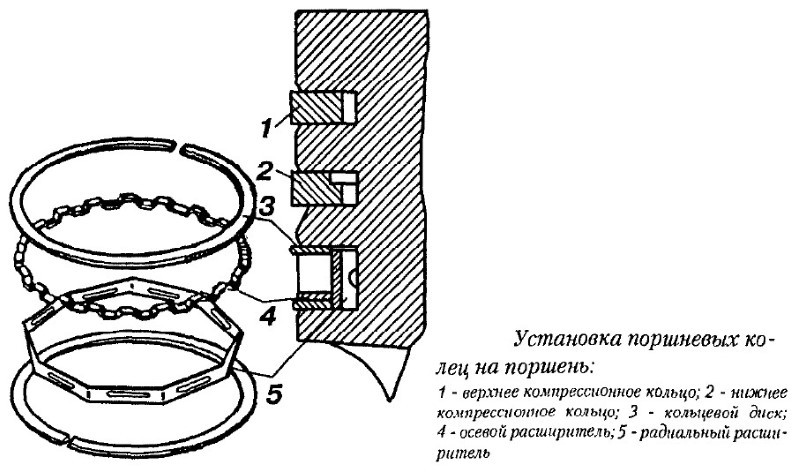 1
2
3
4
5
Установка поршневых ко-
лец на поршень:
1 - верхнее компрессионное кольцо; 2 - нижнее
компрессионное кольцо; 3 - кольцевой диск;
4 - осевой расширитель; 5 - радиальный расши-
ритель